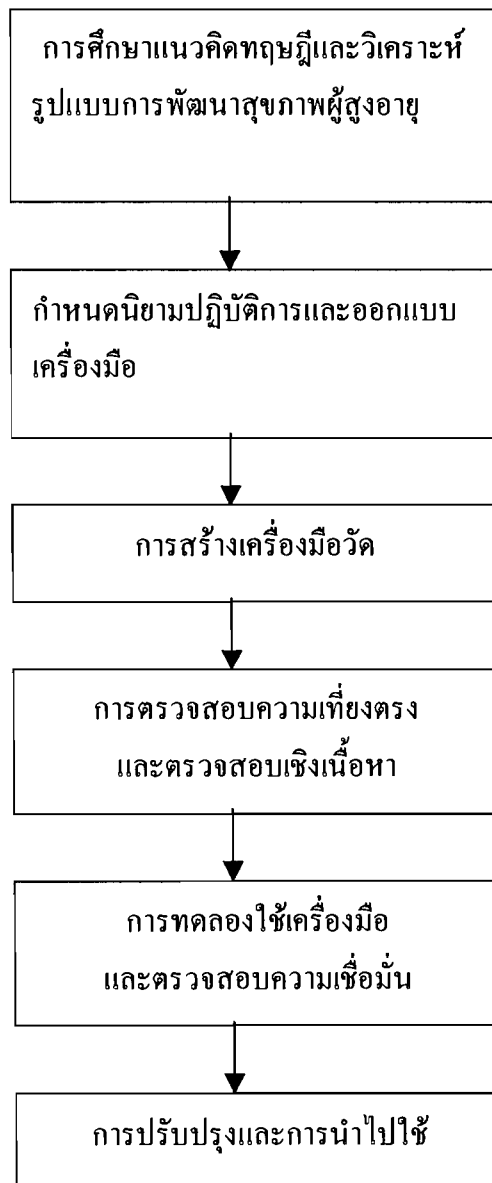 การศึกษาแนวคิดทฤษฎีและวิเคราะห์
รูปแบบการพัฒนาสุขภาพผู้สูงอายุ
กำหนดนิยามปฏิบัติการและออกแบบ
เครื่องมือ
การสร้างเครื่องมือวัด
การตรวจสอบความเที่ยงตรง
และตรวจสอบเชิงเนื้อหา
การทดลองใช้เครื่องมือ
และตรวจสอบความเชื่อมั่น
การปรับปรุงและการนำไปใช้